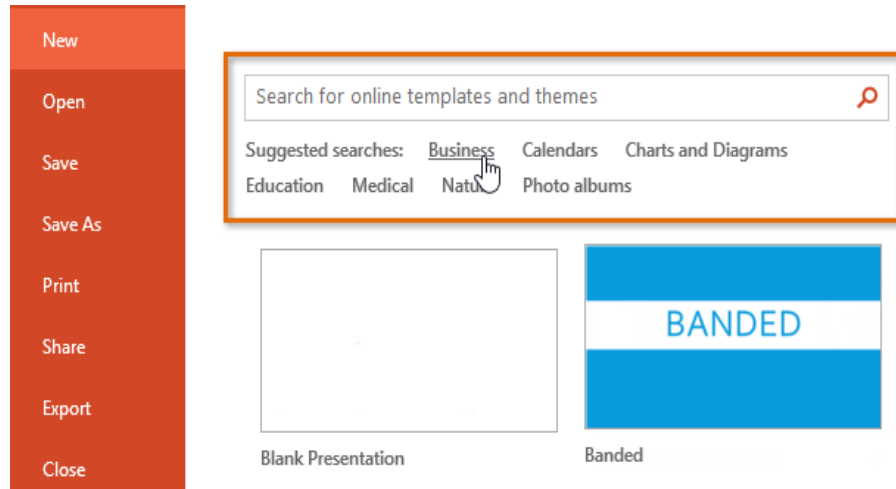 New
Open
Save
Save As
Print
Share
Export
Close
Search for online templates and themes
Suggested searches: Business Calendars Charts and Diagrams
Education Medical Photo albums
BANDED
Blank Presentation
Banded